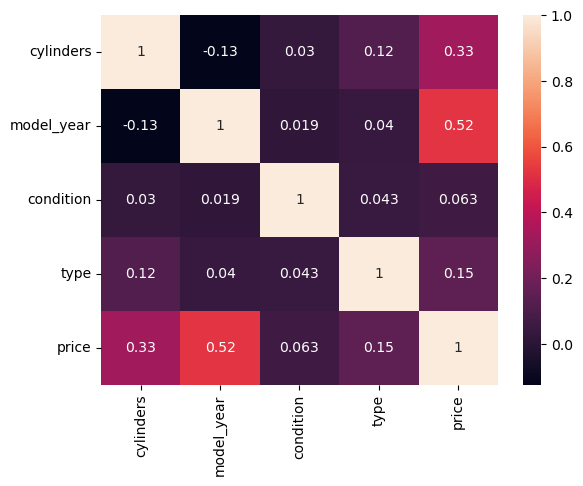 cylinders 1 -0.13 0.03 0.12 0.33
model_year -0.13 1 0.019 0.04 0.52
condition 0.03 0.019 1 0.043 0.063
type 0.12 0.04 0.043 1 0.15
price 0.33 0.52 0.063 0.15 1
cylinders model_year condition type price
1.0
0.8
0.6
0.4
0.2
0.0